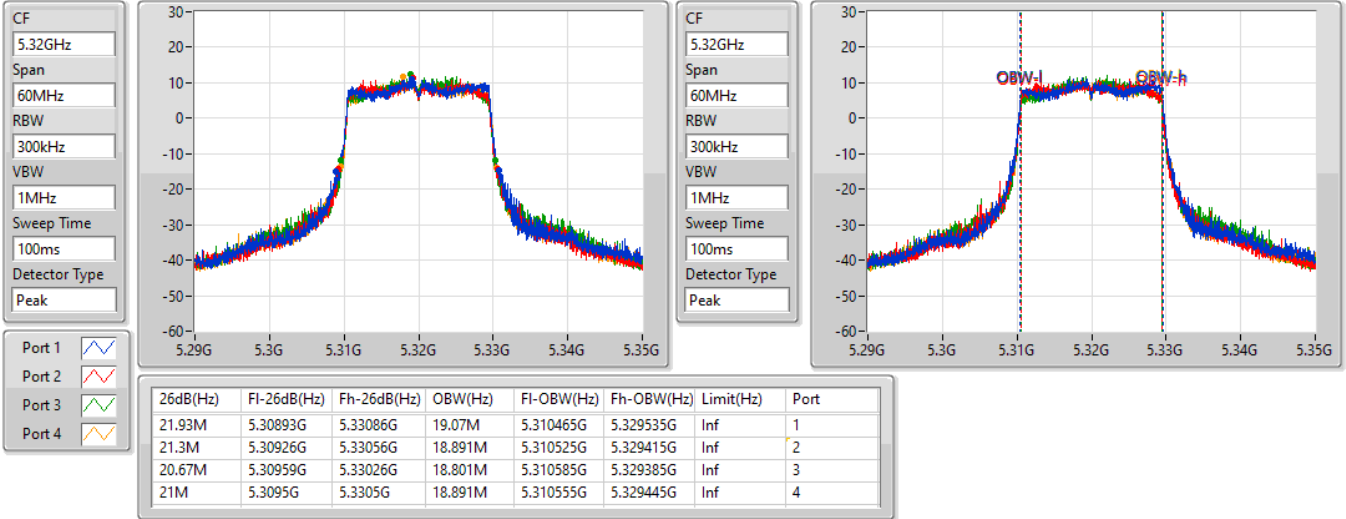 CF
5.32GHz
Span
60MHz
RBW
300kHz
VBW
1MHz
Sweep Time
100ms
Detector Type
Peak
30
20
10
0
-10
-20
-30
-40
-50
-60
5.29G 5.3G 5.31G 5.32G 5.33G 5.34G 5.35G
CF
5.32GHz
Span
60MHz
RBW
300kHz
VBW
1MHz
Sweep Time
100ms
Detector Type
Peak
30
20
10
0
-10
-20
-30
-40
-50
-60
OBW-l OBW-h
5.29G 5.3G 5.31G 5.32G 5.33G 5.34G 5.35G
Port 1
Port 2
Port 3
Port 4
26dB(Hz) Fl-26dB(Hz) Fh-26dB(Hz) OBW(Hz) Fl-OBW(Hz) Fh-OBW(Hz) Limit(Hz) Port
21.93M 5.30893G 5.33086G 19.07M 5.310465G 5.329535G Inf 1
21.3M 5.30926G 5.33056G 18.891M 5.310525G 5.329415G Inf 2
20.67M 5.30959G 5.33026G 18.801M 5.310585G 5.329385G Inf 3
21M 5.3095G 5.3305G 18.891M 5.310555G 5.329445G Inf 4